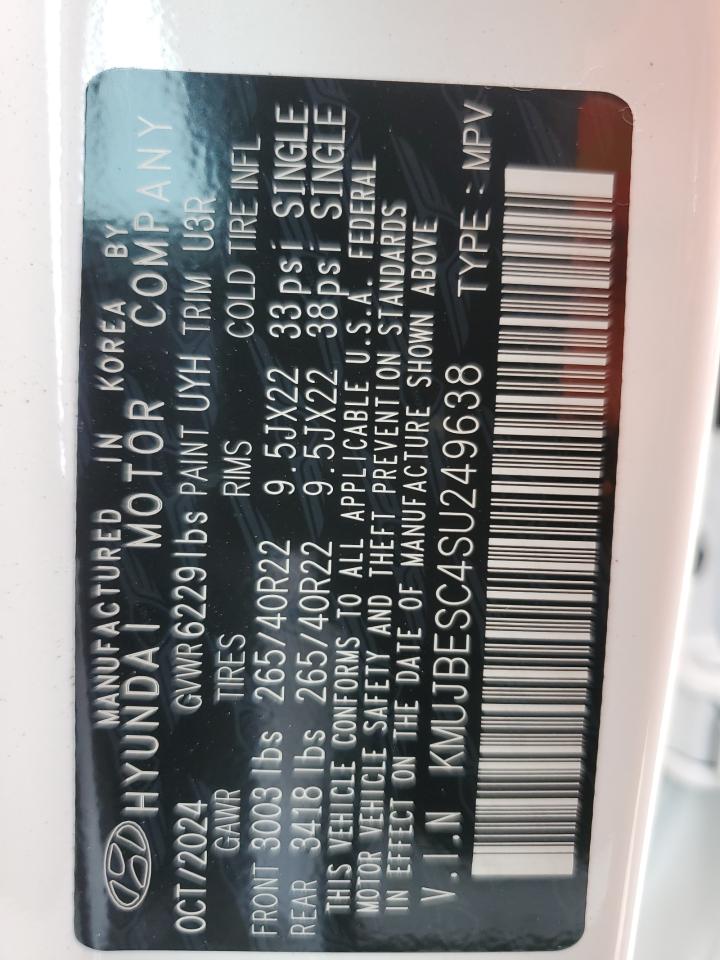 MANUFACTURED IN KOREA BY
HYUNDAI MOTOR COMPANY
OCT/2024 GVWR 6229 lbs PAINT UYH TRIM U3R
GAWR TIRES RIMS COLD TIRE INFL
FRONT 3003 lbs 265/40R22 9.5JX22 33psi SINGLE
REAR 3418 lbs 265/40R22 9.5JX22 38psi SINGLE
THIS VEHICLE CONFORMS TO ALL APPLICABLE U.S.A. FEDERAL
MOTOR VEHICLE SAFETY AND THEFT PREVENTION STANDARDS
IN EFFECT ON THE DATE OF MANUFACTURE SHOWN ABOVE
V.I.N KMUJBESC4SU249638 TYPE : MPV